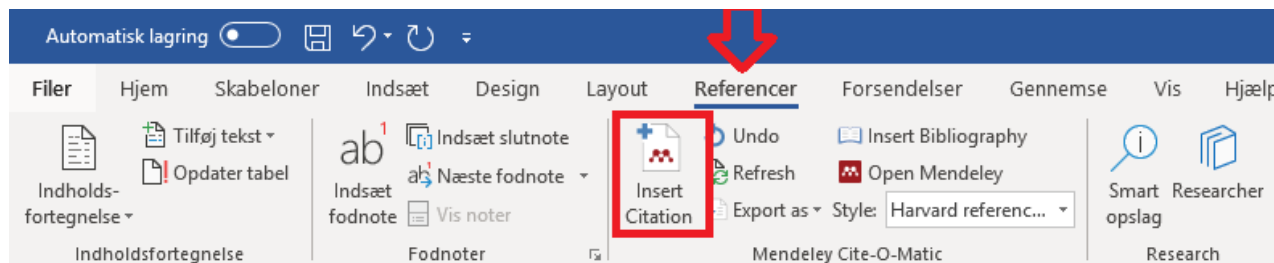 Automatisk lagring
Filer Hjem Skabeloner Indsæt Design Layout Referencer Forsendelser Gennemse Vis Hjælp
Indholds-
fortegnelse
Tilføj tekst
Opdater tabel
Indholdsfortegnelse
ab1
Indsæt
fodnote
Indsæt slutnote
Næste fodnote
Vis noter
Fodnoter
Insert
Citation
Undo
Refresh
Export as
Insert Bibliography
Open Mendeley
Style: Harvard referenc...
Mendeley Cite-O-Matic
Smart
opslag
Researcher
Research